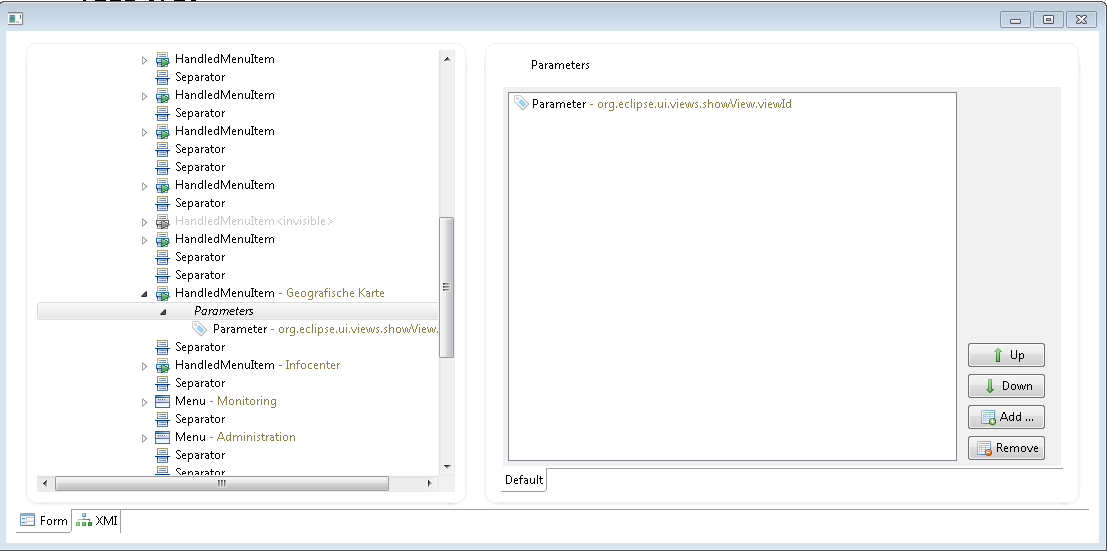 HandledMenuItem
Separator
HandledMenuItem
Separator
HandledMenuItem
Separator
Separator
HandledMenuItem
Separator
HandledMenuItem<invisible>
HandledMenuItem
Separator
Separator
HandledMenuItem - Geografische Karte
Parameters
Parameter - org.eclipse.ui.views.showView.
Separator
HandledMenuItem - Infocenter
Separator
Menu - Monitoring
Separator
Menu - Administration
Separator
Separator
Parameters
Parameter - org.eclipse.ui.views.showView.viewId
Up
Down
Add ...
Remove
Default
Form XMI